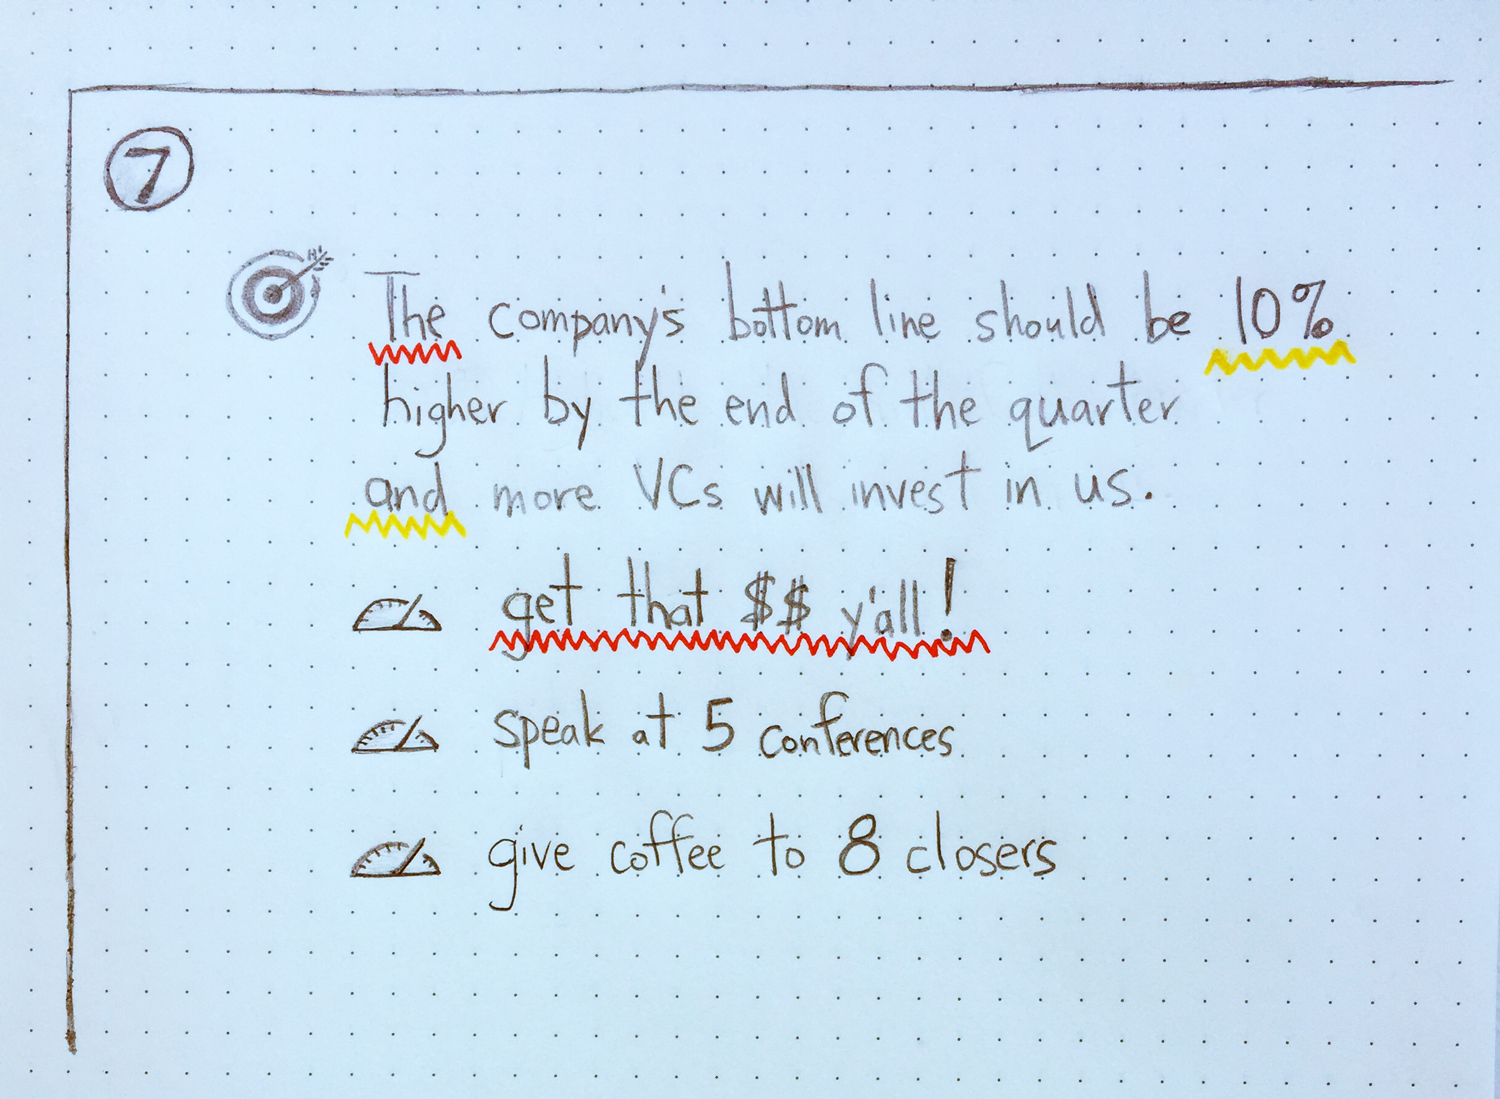 7
The company's bottom line should be 10%
higher by the end of the quarter
and more VCs will invest in us.
get that $$ y'all!
speak at 5 conferences
give coffee to 8 closers